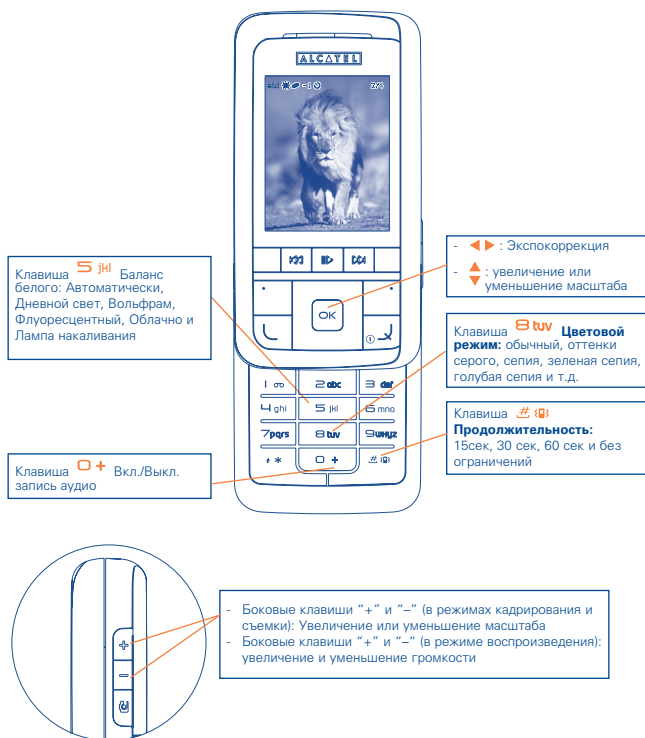 ALCATEL
2/4
Клавиша 5 jkl Баланс
белого: Автоматически,
Дневной свет, Вольфрам,
Флуоресцентный, Облачно и
Лампа накаливания
- ◄ ► : Экспокоррекция
- ▲ ▼ : увеличение или
уменьшение масштаба
OK
Клавиша 8 tuv Цветовой
режим: обычный, оттенки
серого, сепия, зеленая сепия,
голубая сепия и т.д.
1
2 abc
3 def
4 ghi
5 jkl
6 mno
7 pqrs
8 tuv
9 wxyz
*
0 +
#
Клавиша #
Продолжительность:
15сек, 30 сек, 60 сек и без
ограничений
Клавиша 0 + Вкл./Выкл.
запись аудио
+
–
- Боковые клавиши “+” и “–“ (в режимах кадрирования и
съемки): Увеличение или уменьшение масштаба
- Боковые клавиши “+” и “–“ (в режиме воспроизведения):
увеличение и уменьшение громкости